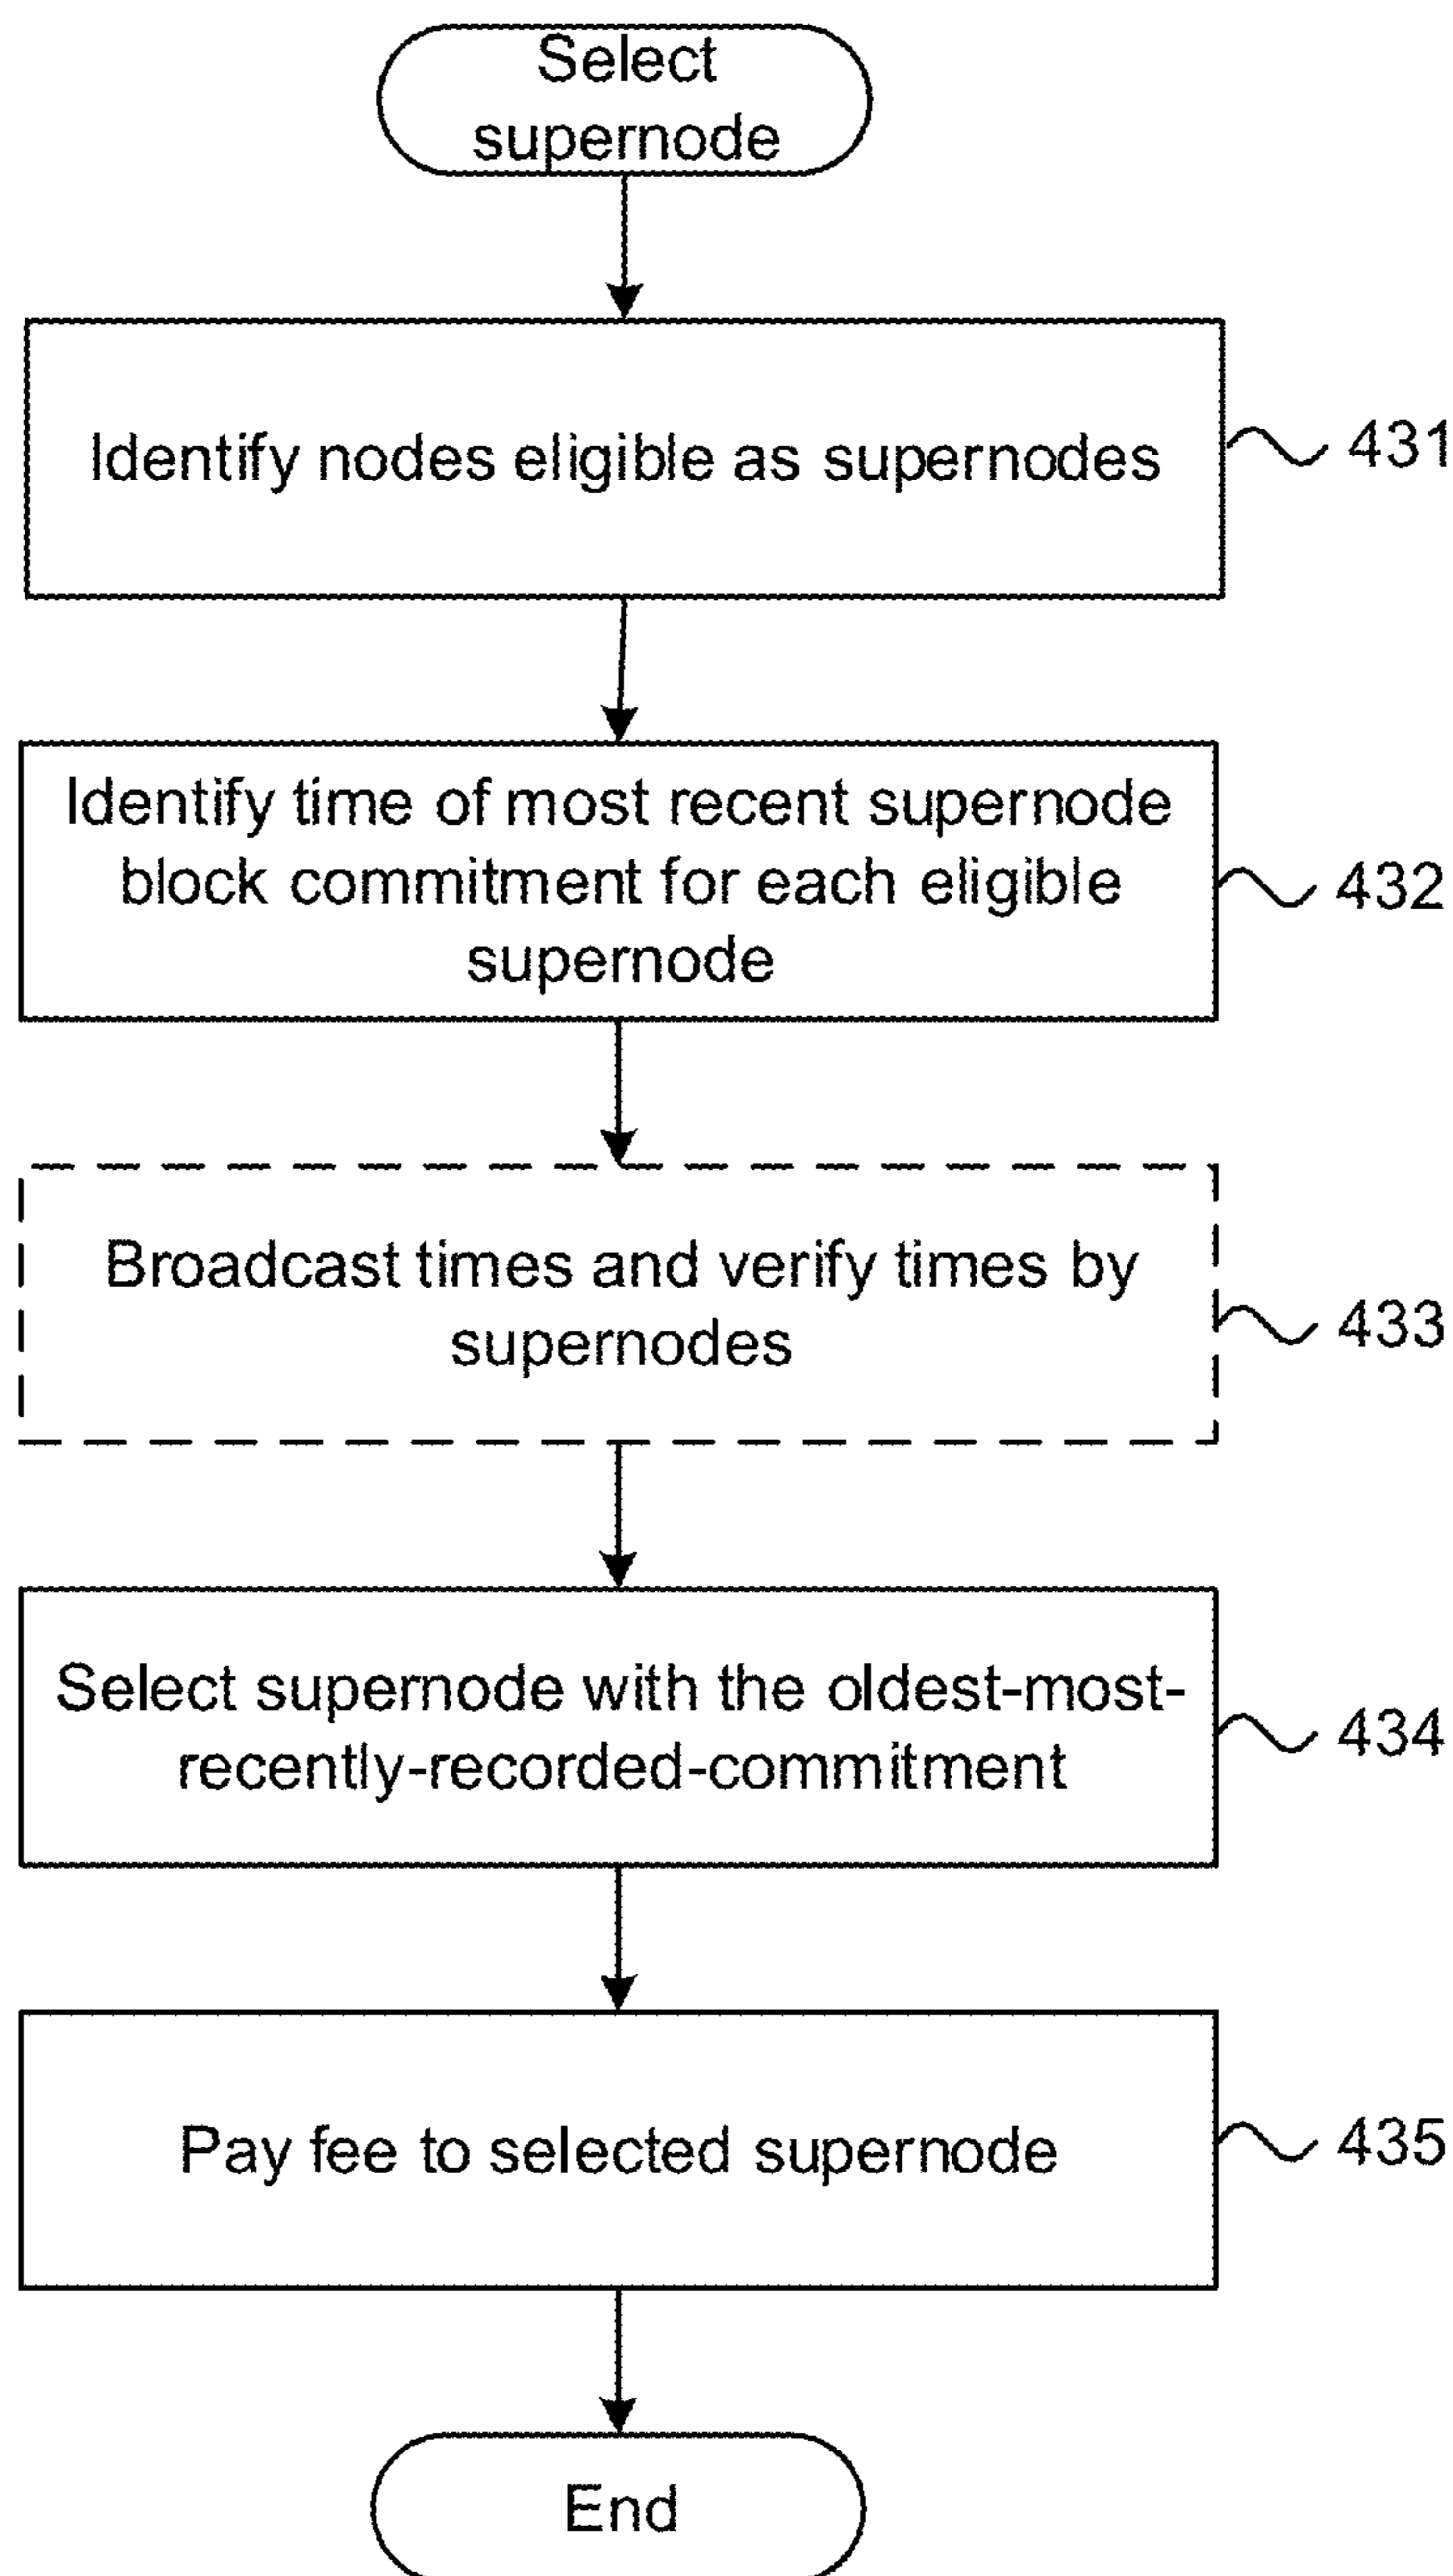 Select
supernode
Identify nodes eligible as supernodes
431
Identify time of most recent supernode
block commitment for each eligible
supernode
432
Broadcast times and verify times by
supernodes
433
Select supernode with the oldest-most-
recently-recorded-commitment
434
Pay fee to selected supernode
435
End